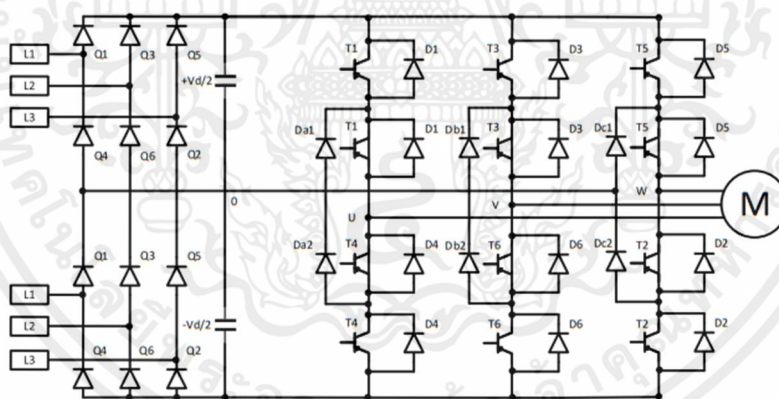 T1 D1 T3 D3 T5 D5
L1 Q1 Q3 Q5
L2 +Vd/2
L3 Da1 T1 D1 Db1 T3 D3 Dc1 T5 D5
Q4 Q6 Q2
0 U V W M
Q1 Q3 Q5 Da2 T4 D4 Db2 T6 D6 Dc2 T2 D2
L1
L2 -Vd/2
L3 Q4 Q6 Q2 T4 D4 T6 D6 T2 D2